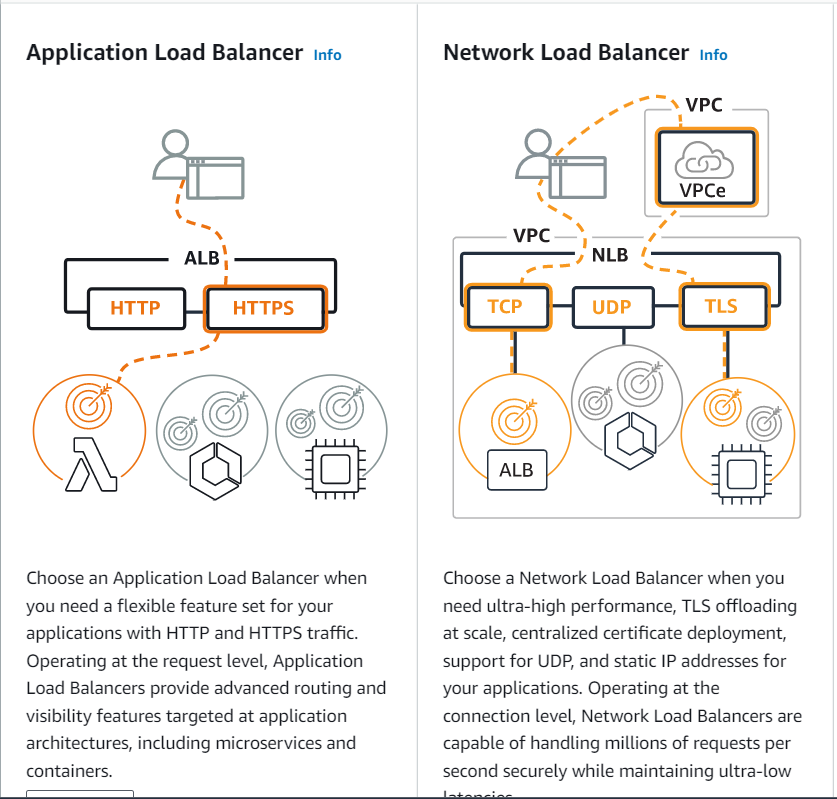 Application Load Balancer Info
ALB
HTTP
HTTPS
Choose an Application Load Balancer when
you need a flexible feature set for your
applications with HTTP and HTTPS traffic.
Operating at the request level, Application
Load Balancers provide advanced routing and
visibility features targeted at application
architectures, including microservices and
containers.
Network Load Balancer Info
VPC
VPCe
VPC
NLB
TCP
UDP
TLS
ALB
Choose a Network Load Balancer when you
need ultra-high performance, TLS offloading
at scale, centralized certificate deployment,
support for UDP, and static IP addresses for
your applications. Operating at the
connection level, Network Load Balancers are
capable of handling millions of requests per
second securely while maintaining ultra-low
latencies.